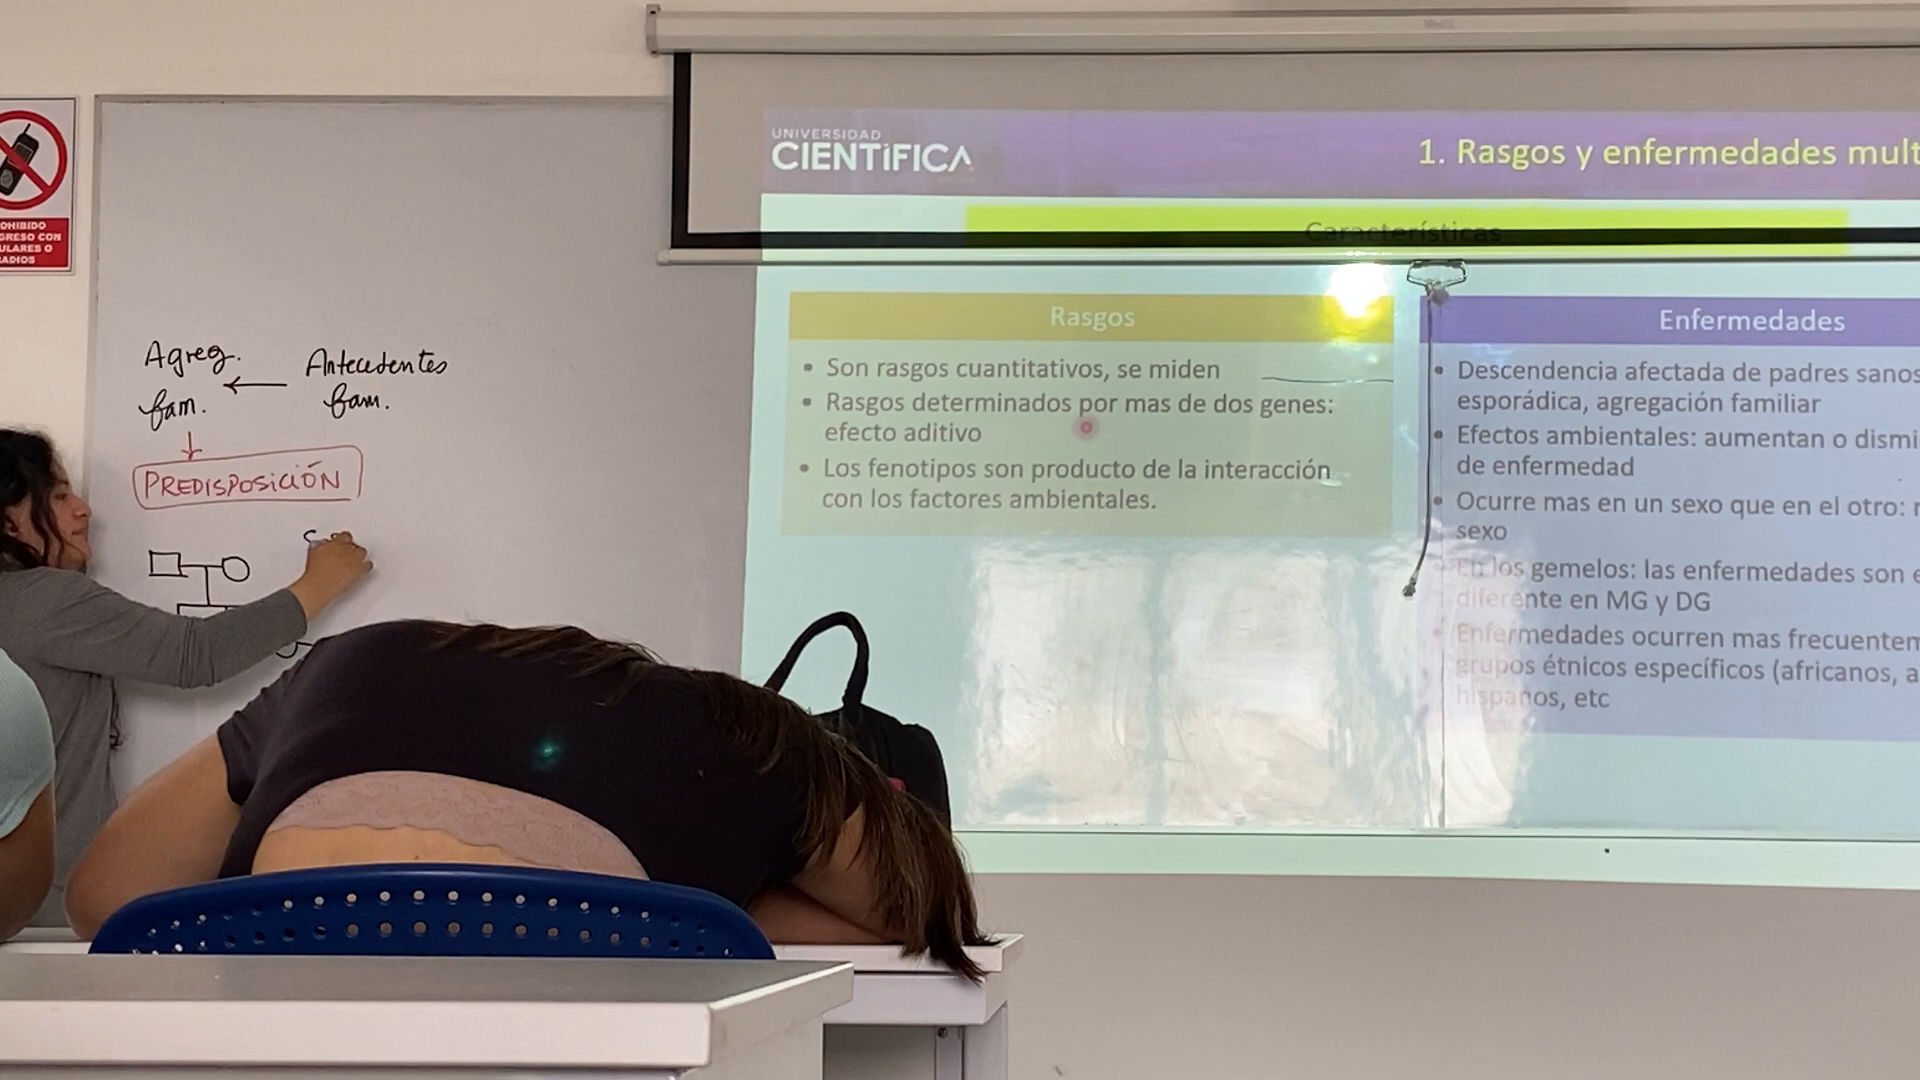 OHIBIDO
GRESO CON
ULARES O
ADIOS
Agreg.
fam.
←
Antecedentes
fam.
PREDISPOSICIÓN
UNIVERSIDAD
CIENTÍFICA
1. Rasgos y enfermedades mult
Características
Rasgos
• Son rasgos cuantitativos, se miden
• Rasgos determinados por mas de dos genes:
efecto aditivo
• Los fenotipos son producto de la interacción
con los factores ambientales.
Enfermedades
• Descendencia afectada de padres sanos
esporádica, agregación familiar
• Efectos ambientales: aumentan o dismi
de enfermedad
• Ocurre mas en un sexo que en el otro: r
sexo
• En los gemelos: las enfermedades son e
diferente en MG y DG
• Enfermedades ocurren mas frecuentem
grupos étnicos específicos (africanos, a
hispanos, etc